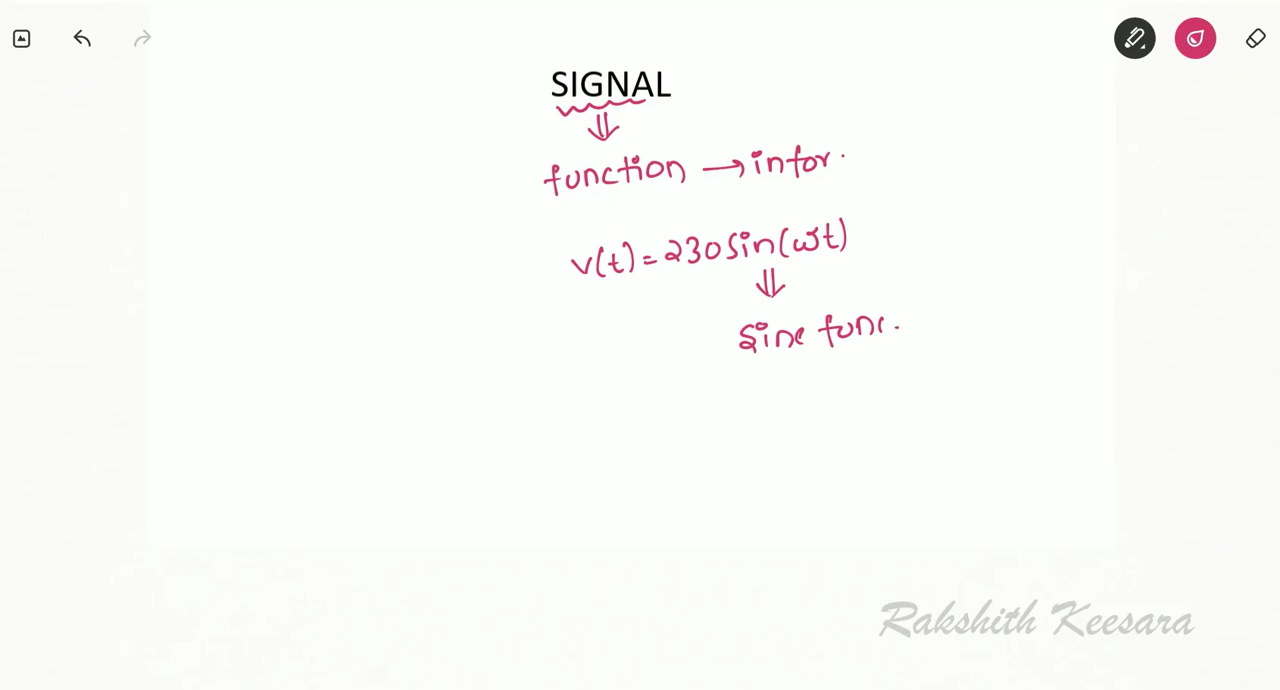 SIGNAL
⇓
function → infor.
v(t) = 230 sin(ωt)
⇓
Sine func.
Rakshith Keesara